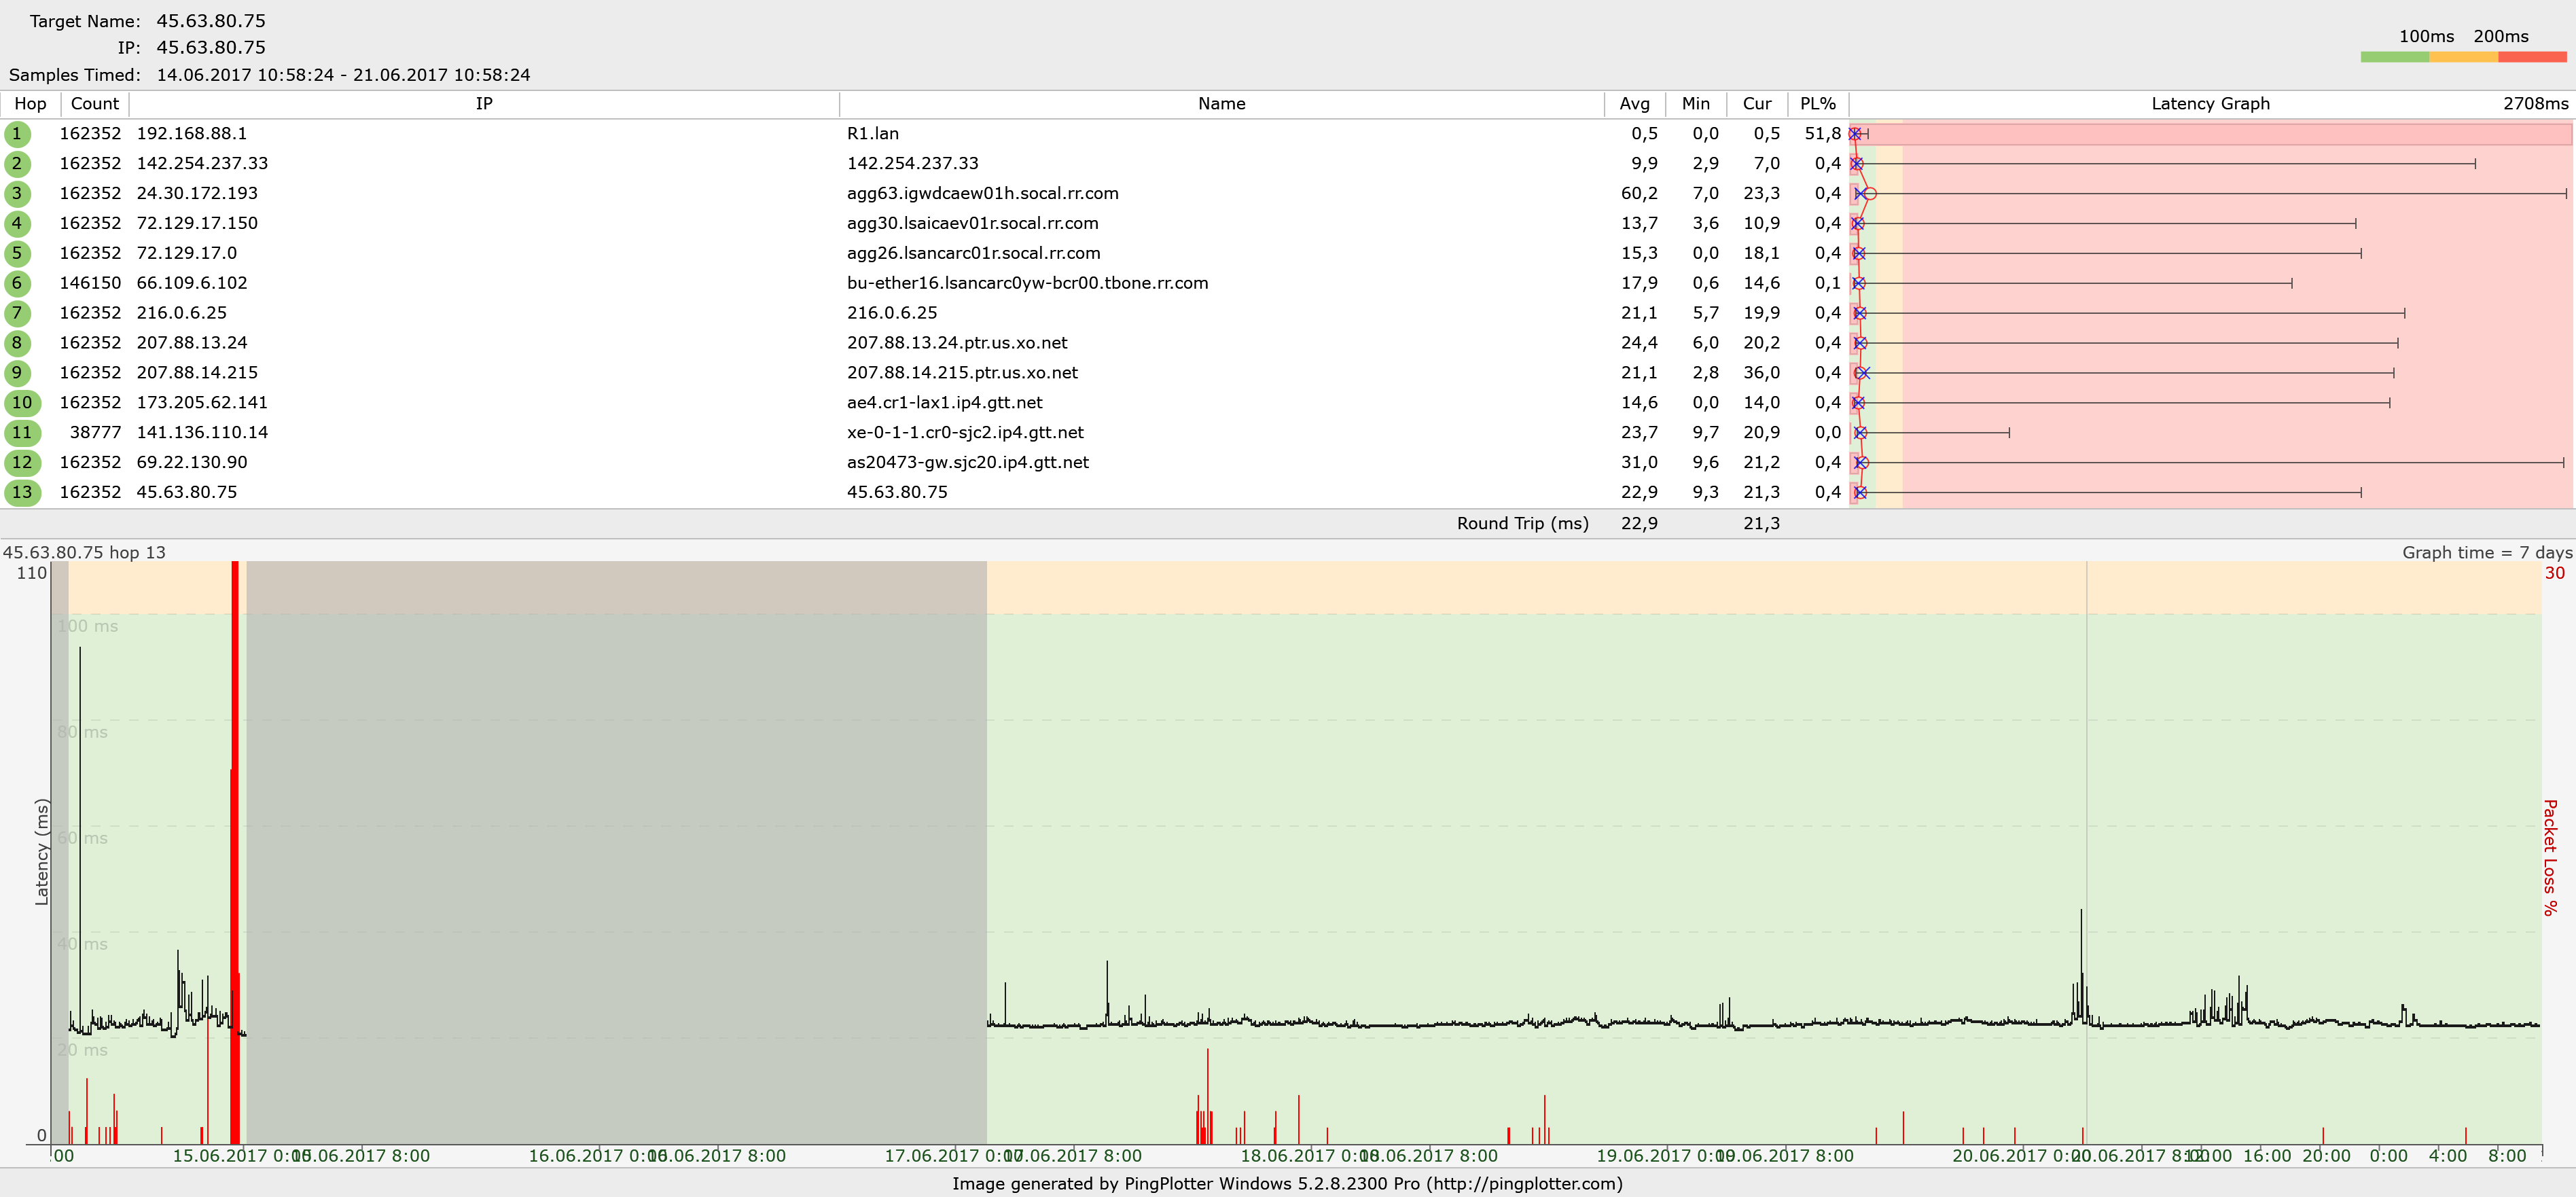 Target Name: 45.63.80.75
IP: 45.63.80.75
Samples Timed: 14.06.2017 10:58:24 - 21.06.2017 10:58:24
100ms 200ms
Hop Count IP Name Avg Min Cur PL% Latency Graph 2708ms
1 162352 192.168.88.1 R1.lan 0,5 0,0 0,5 51,8
2 162352 142.254.237.33 142.254.237.33 9,9 2,9 7,0 0,4
3 162352 24.30.172.193 agg63.igwdcaew01h.socal.rr.com 60,2 7,0 23,3 0,4
4 162352 72.129.17.150 agg30.lsaicaev01r.socal.rr.com 13,7 3,6 10,9 0,4
5 162352 72.129.17.0 agg26.lsancarc01r.socal.rr.com 15,3 0,0 18,1 0,4
6 146150 66.109.6.102 bu-ether16.lsancarc0yw-bcr00.tbone.rr.com 17,9 0,6 14,6 0,1
7 162352 216.0.6.25 216.0.6.25 21,1 5,7 19,9 0,4
8 162352 207.88.13.24 207.88.13.24.ptr.us.xo.net 24,4 6,0 20,2 0,4
9 162352 207.88.14.215 207.88.14.215.ptr.us.xo.net 21,1 2,8 36,0 0,4
10 162352 173.205.62.141 ae4.cr1-lax1.ip4.gtt.net 14,6 0,0 14,0 0,4
11 38777 141.136.110.14 xe-0-1-1.cr0-sjc2.ip4.gtt.net 23,7 9,7 20,9 0,0
12 162352 69.22.130.90 as20473-gw.sjc20.ip4.gtt.net 31,0 9,6 21,2 0,4
13 162352 45.63.80.75 45.63.80.75 22,9 9,3 21,3 0,4
Round Trip (ms) 22,9 21,3
45.63.80.75 hop 13 Graph time = 7 days
110 30
100 ms
80 ms
60 ms
40 ms
20 ms
0
Latency (ms)
Packet Loss %
:00 15.06.2017 0:00 15.06.2017 8:00 16.06.2017 0:00 16.06.2017 8:00 17.06.2017 0:00 17.06.2017 8:00 18.06.2017 0:00 18.06.2017 8:00 19.06.2017 0:00 19.06.2017 8:00 20.06.2017 0:00 20.06.2017 8:00 12:00 16:00 20:00 0:00 4:00 8:00
Image generated by PingPlotter Windows 5.2.8.2300 Pro (http://pingplotter.com)